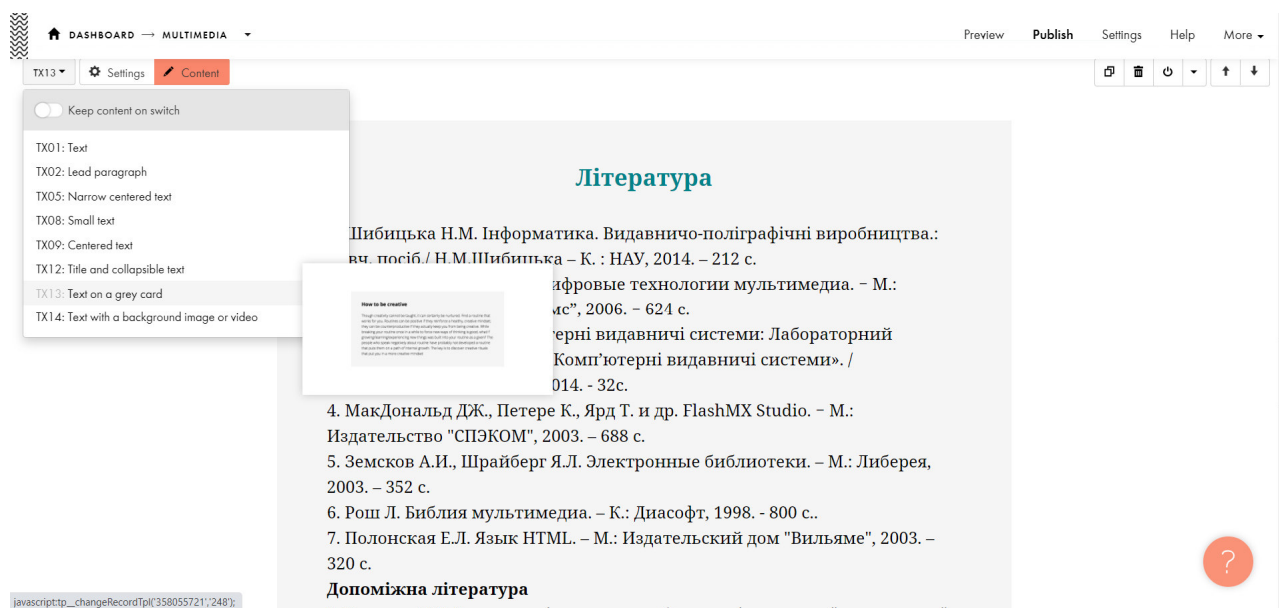 DASHBOARD → MULTIMEDIA
Preview Publish Settings Help More
TX13 Settings Content
Keep content on switch
TX01: Text
TX02: Lead paragraph
TX05: Narrow centered text
TX08: Small text
TX09: Centered text
TX12: Title and collapsible text
TX13: Text on a grey card
TX14: Text with a background image or video
How to be creative
Література
Шибицька Н.М. Інформатика. Видавничо-поліграфічні виробництва.:
вч. посіб./ Н.М.Шибицька – К. : НАУ, 2014. – 212 с.
ифровые технологии мультимедиа. – М.:
мс”, 2006. – 624 с.
ерні видавничі системи: Лабораторний
Комп’ютерні видавничі системи». /
014. - 32с.
4. МакДональд ДЖ., Петере К., Ярд Т. и др. FlashMX Studio. – М.:
Издательство "СПЭКОМ", 2003. – 688 с.
5. Земсков А.И., Шрайберг Я.Л. Электронные библиотеки. – М.: Либерея,
2003. – 352 с.
6. Рош Л. Библия мультимедиа. – К.: Диасофт, 1998. - 800 с..
7. Полонская Е.Л. Язык HTML. – М.: Издательский дом "Вильяме", 2003. –
320 с.
Допоміжна література
?
javascript:tp__changeRecordTpl('358055721','248');